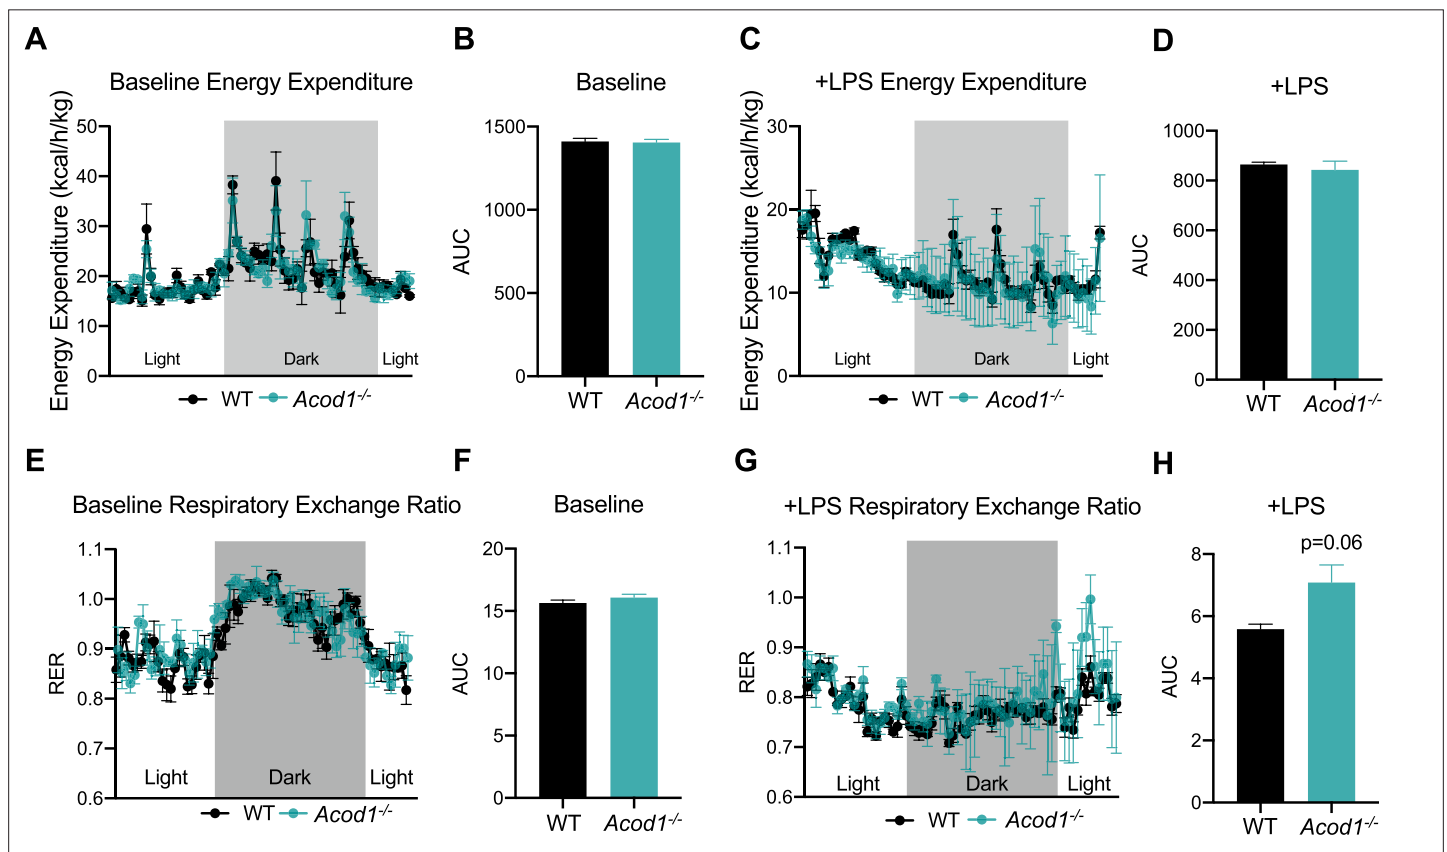 A
Baseline Energy Expenditure
Energy Expenditure (kcal/h/kg)
50
40
30
20
10
0
Light
Dark
Light
WT
Acod1-/-
B
Baseline
AUC
1500
1000
500
0
WT
Acod1-/-
C
+LPS Energy Expenditure
Energy Expenditure (kcal/h/kg)
30
20
10
0
Light
Dark
Light
WT
Acod1-/-
D
+LPS
AUC
1000
800
600
400
200
0
WT
Acod1-/-
E
Baseline Respiratory Exchange Ratio
RER
1.1
1.0
0.9
0.8
0.7
0.6
Light
Dark
Light
WT
Acod1-/-
F
Baseline
AUC
20
15
10
5
0
WT
Acod1-/-
G
+LPS Respiratory Exchange Ratio
RER
1.1
1.0
0.9
0.8
0.7
0.6
Light
Dark
Light
WT
Acod1-/-
H
+LPS
p=0.06
AUC
8
6
4
2
0
WT
Acod1-/-